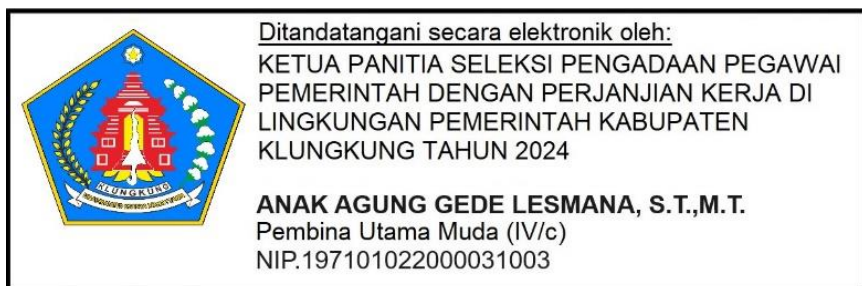 Ditandatangani secara elektronik oleh:
KETUA PANITIA SELEKSI PENGADAAN PEGAWAI
PEMERINTAH DENGAN PERJANJIAN KERJA DI
LINGKUNGAN PEMERINTAH KABUPATEN
KLUNGKUNG TAHUN 2024
ANAK AGUNG GEDE LESMANA, S.T.,M.T.
Pembina Utama Muda (IV/c)
NIP.197101022000031003
KLUNGKUNG